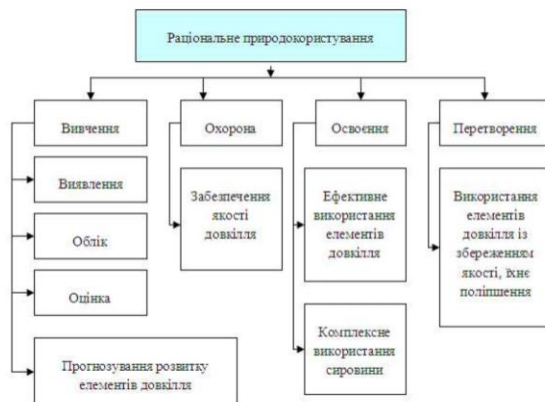 Раціональне природокористування
Вивчення
Охорона
Освоєння
Перетворення
Виявлення
Облік
Оцінка
Прогнозування розвитку
елементів довкілля
Забезпечення
якості
довкілля
Ефективне
використання
елементів
довкілля
Комплексне
використання
сировини
Використання
елементів
довкілля із
збереженням
якості, їхнє
поліпшення